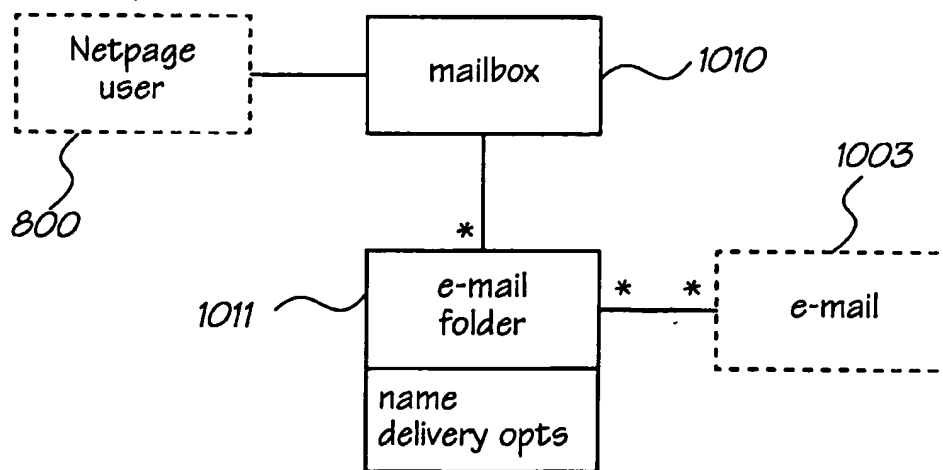 Netpage
user
mailbox
1010
800
1003
*
1011
e-mail
folder
* *
e-mail
name
delivery opts